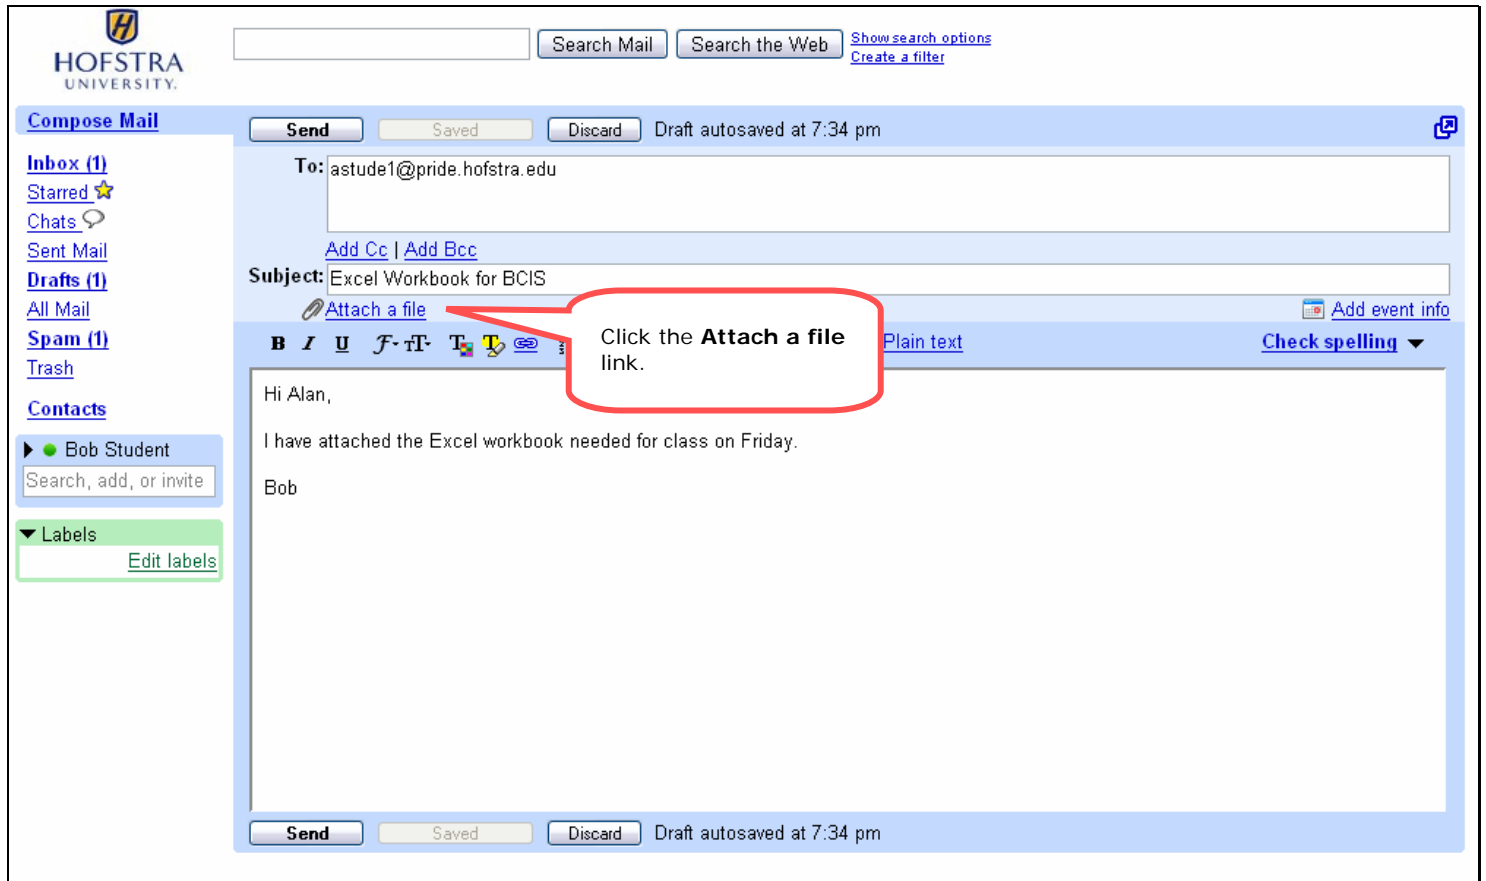 HOFSTRA
UNIVERSITY.
Search Mail
Search the Web
Show search options
Create a filter
Compose Mail
Inbox (1)
Starred
Chats
Sent Mail
Drafts (1)
All Mail
Spam (1)
Trash
Contacts
Bob Student
Search, add, or invite
Labels
Edit labels
Send Saved Discard Draft autosaved at 7:34 pm
To: astude1@pride.hofstra.edu
Add Cc | Add Bcc
Subject: Excel Workbook for BCIS
Attach a file
Add event info
Click the Attach a file
link.
B I U
Plain text
Check spelling
Hi Alan,
I have attached the Excel workbook needed for class on Friday.
Bob
Send Saved Discard Draft autosaved at 7:34 pm